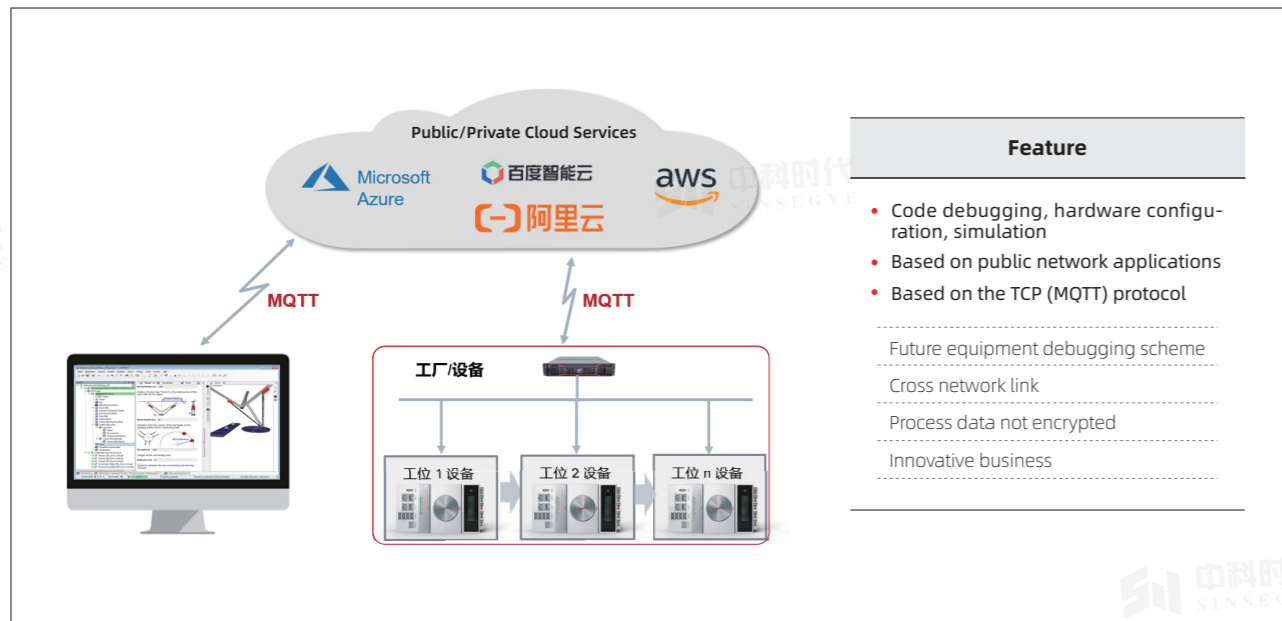 Public/Private Cloud Services
Microsoft
Azure
百度智能云
aws
阿里云
中科时代
SINSEGYE
MQTT
MQTT
工厂/设备
工位 1 设备
工位 2 设备
工位 n 设备
Feature
• Code debugging, hardware configu-
ration, simulation
• Based on public network applications
• Based on the TCP (MQTT) protocol
Future equipment debugging scheme
Cross network link
Process data not encrypted
Innovative business
中科时
SINSEGY